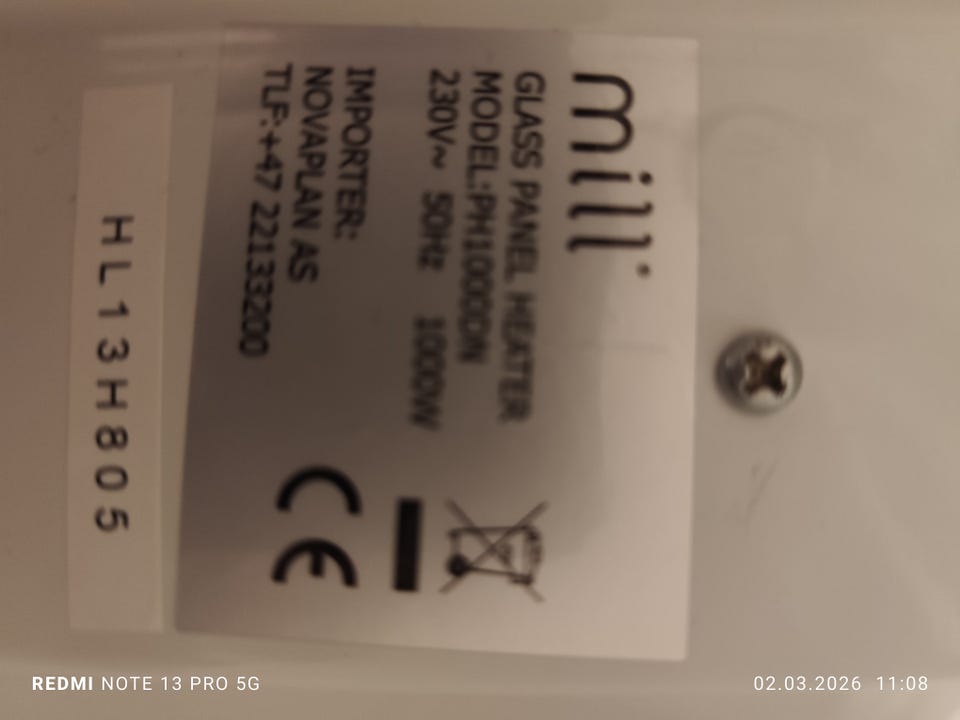 mill
GLASS PANEL HEATER
MODEL:PH1000DN
230V~ 50Hz 1000W
IMPORTER:
NOVAPLAN AS
TLF:+47 22133200
CE
HL13H805
REDMI NOTE 13 PRO 5G
02.03.2026 11:08